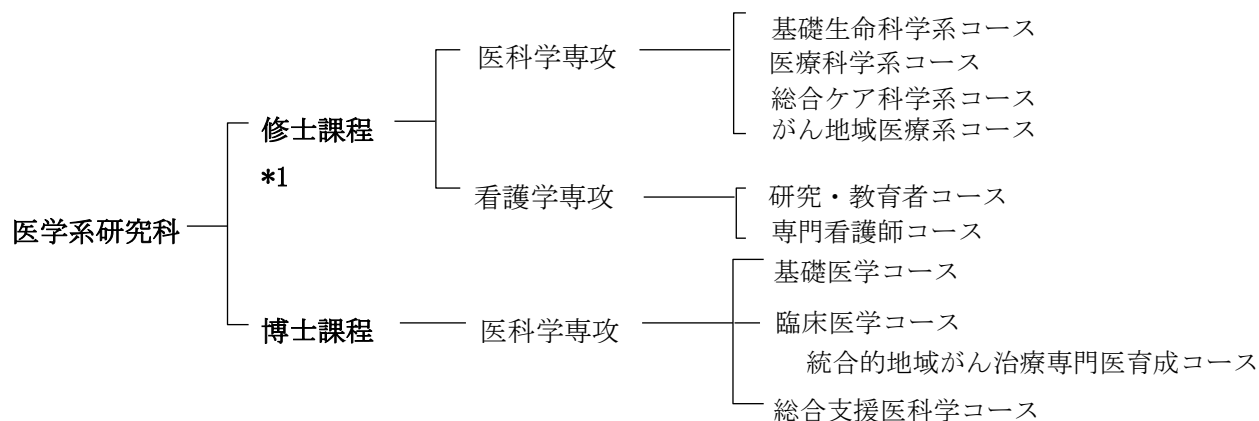 医学系研究科
修士課程
*1
医科学専攻
基礎生命科学系コース
医療科学系コース
総合ケア科学系コース
がん地域医療系コース
看護学専攻
研究・教育者コース
専門看護師コース
博士課程
医科学専攻
基礎医学コース
臨床医学コース
統合的地域がん治療専門医育成コース
総合支援医科学コース